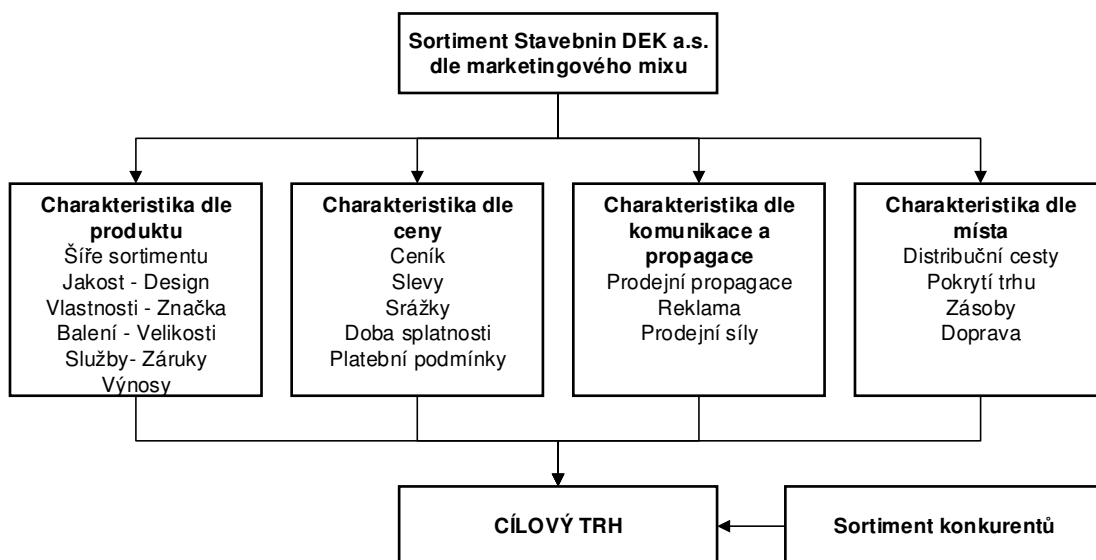 Sortiment Stavebnin DEK a.s.
dle marketingového mixu
Charakteristika dle
produktu
Šíře sortimentu
Jakost - Design
Vlastnosti - Značka
Balení - Velikosti
Služby- Záruky
Výnosy
Charakteristika dle
ceny
Ceník
Slevy
Srážky
Doba splatnosti
Platební podmínky
Charakteristika dle
komunikace a
propagace
Prodejní propagace
Reklama
Prodejní síly
Charakteristika dle
místa
Distribuční cesty
Pokrytí trhu
Zásoby
Doprava
CÍLOVÝ TRH
Sortiment konkurentů